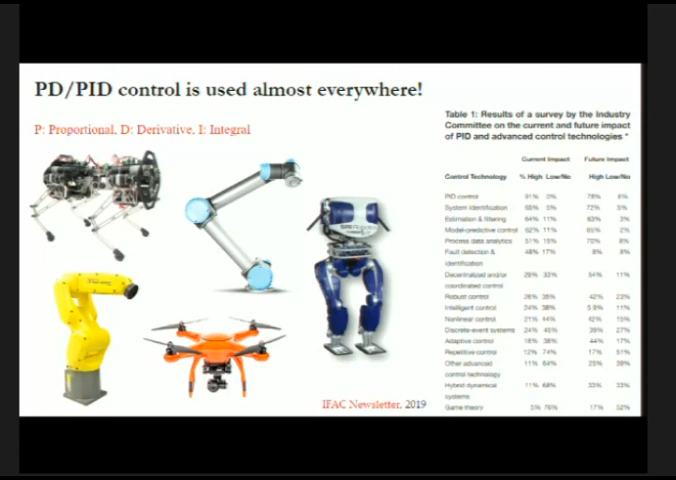 PD/PID control is used almost everywhere!
P: Proportional, D: Derivative, I: Integral
Table 1: Results of a survey by the Industry
Committee on the current and future impact
of PID and advanced control technologies *
Current Impact Future Impact
Control Technology % High Low/No High Low/No
PID control 91% 0% 78% 6%
System identification 65% 5% 72% 5%
Estimation & filtering 64% 11% 63% 3%
Model-predictive control 62% 11% 85% 2%
Process data analytics 51% 15% 70% 8%
Fault detection & 48% 17% 8% 8%
identification
Decentralized and/or 29% 33% 54% 11%
coordinated control
Robust control 26% 35% 42% 23%
Intelligent control 24% 38% 11%
Nonlinear control 21% 44% 42% 15%
Discrete-event systems 24% 45% 39% 27%
Adaptive control 18% 38% 44% 17%
Repetitive control 12% 74% 17% 51%
Other advanced 11% 64% 25% 39%
control technology
Hybrid dynamical 11% 68% 33% 33%
systems
Game theory 5% 76% 17% 52%
IFAC Newsletter, 2019